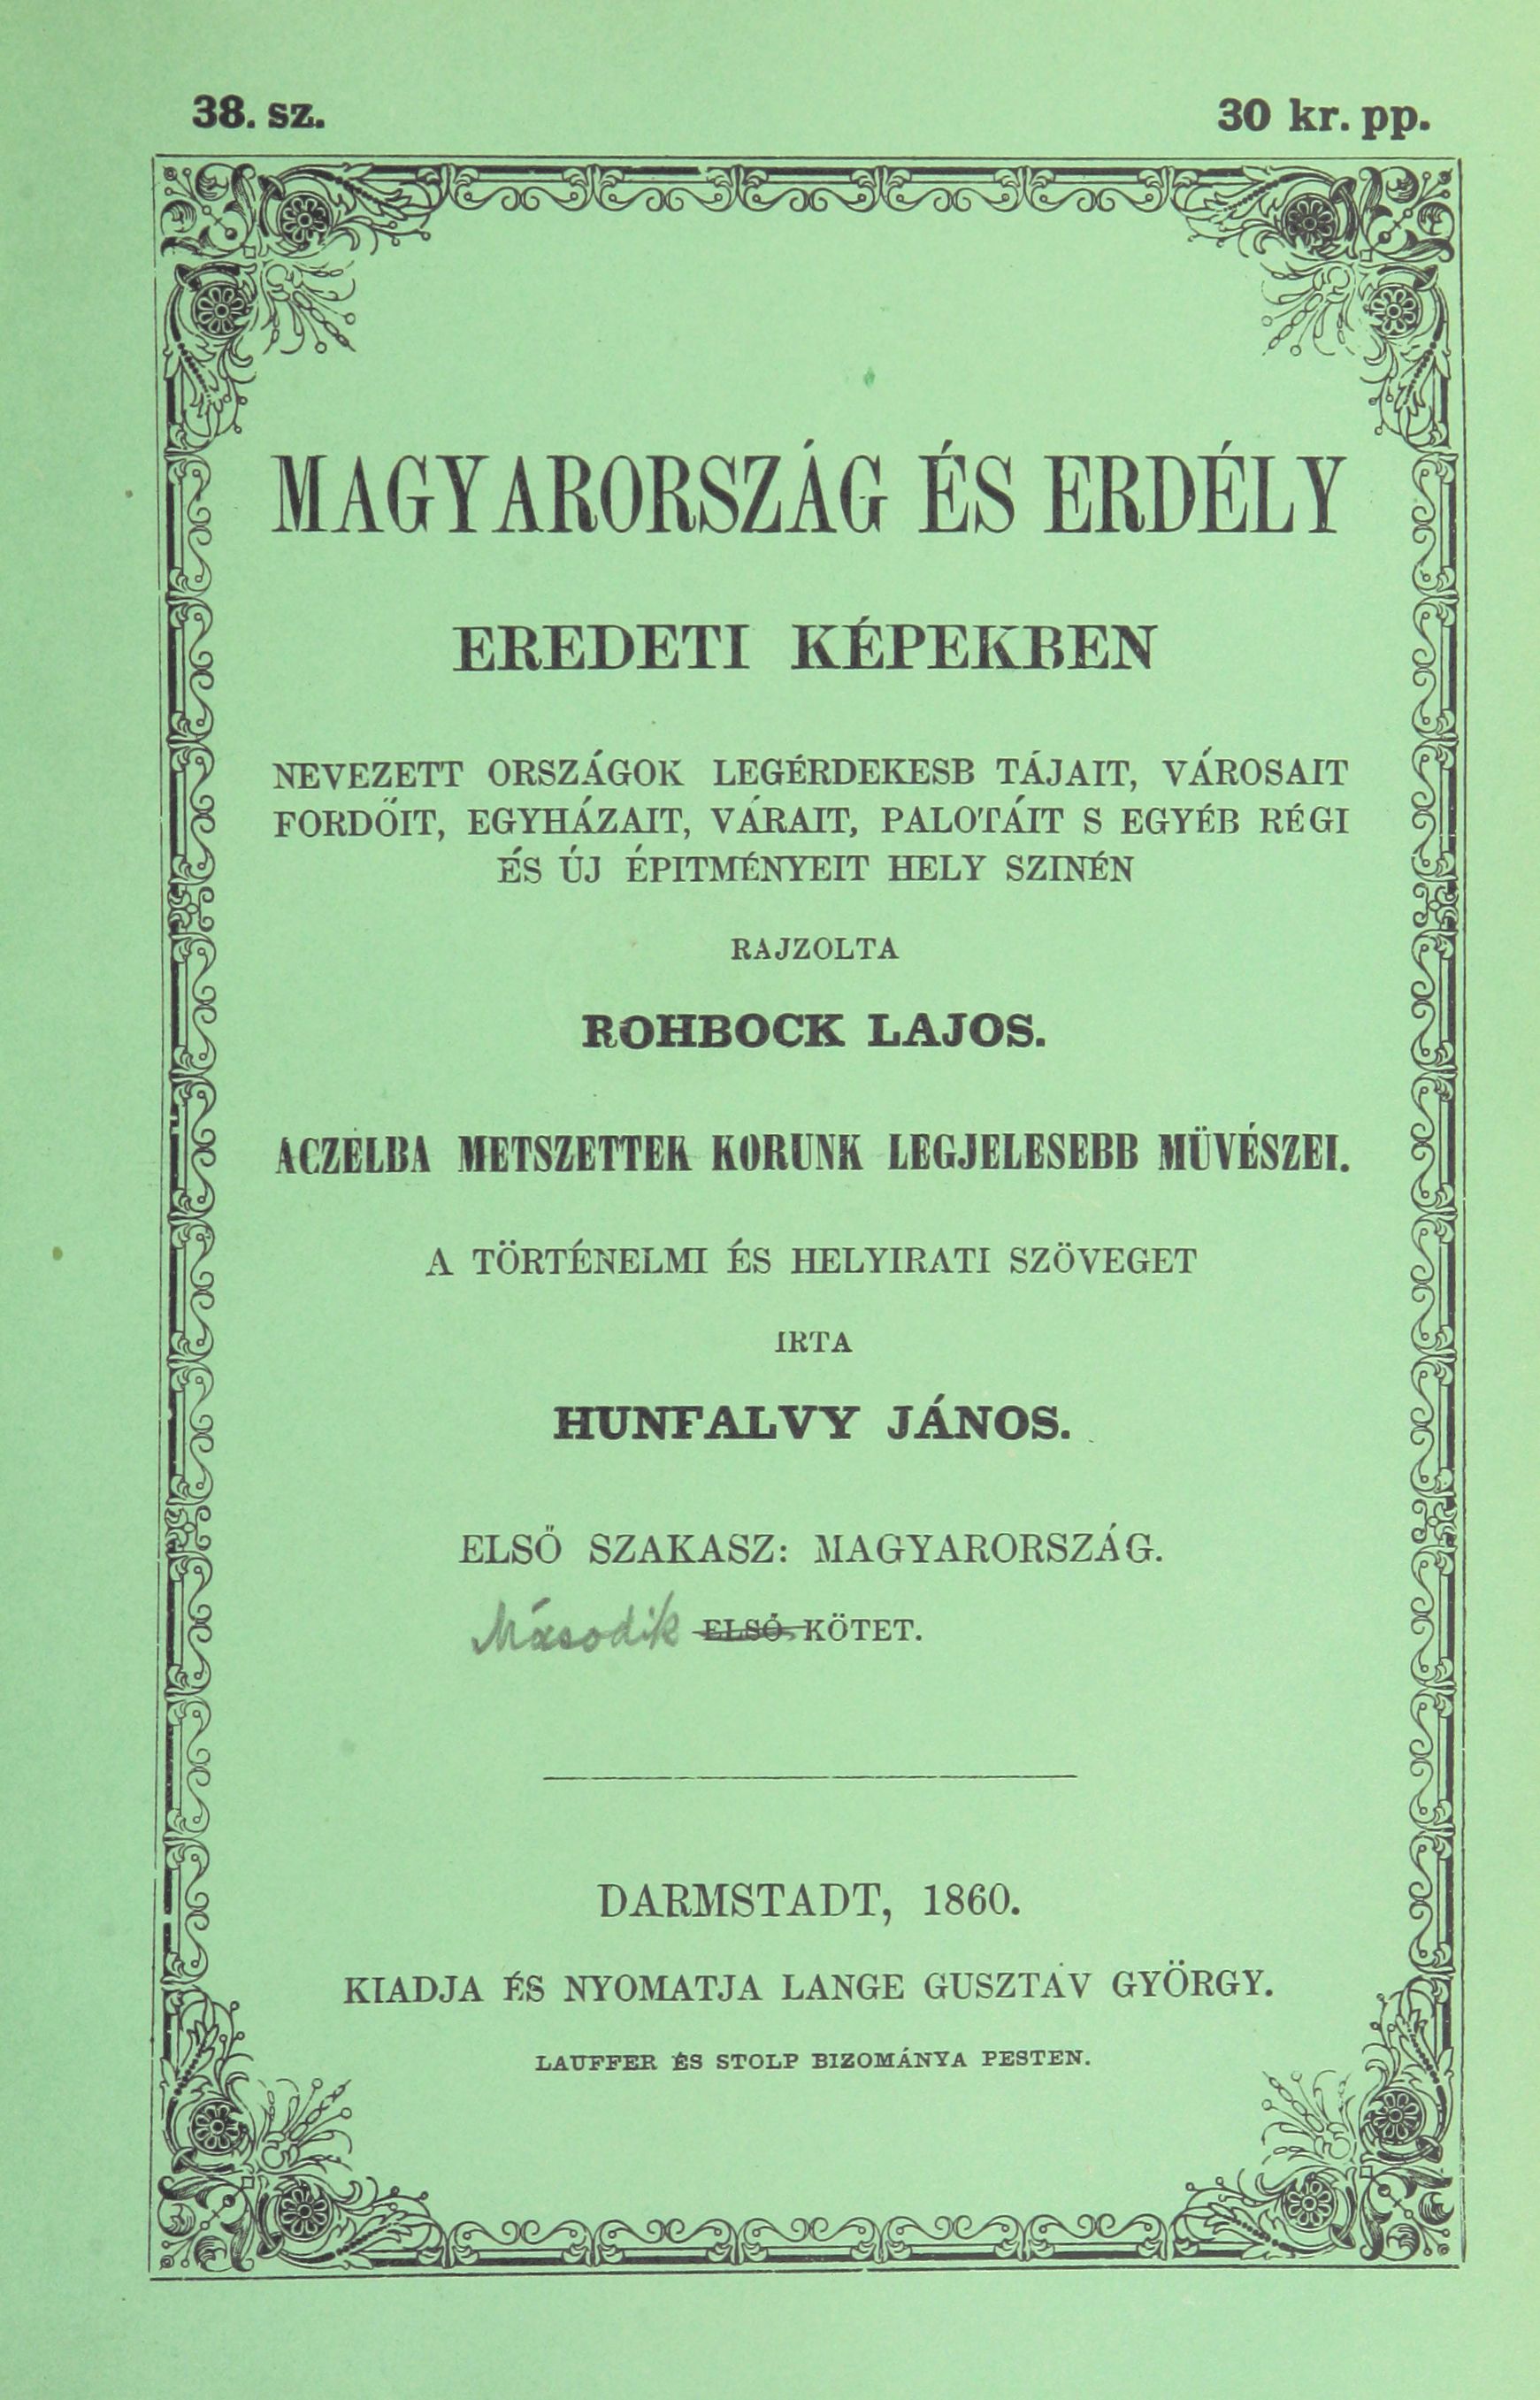 38. sz. 30 kr. pp.
MAGYARORSZÁG ÉS ERDÉLY
EREDETI KÉPEKBEN
NEVEZETT ORSZÁGOK LEGÉRDEKESB TÁJAIT, VÁROSAIT
FORDŐIT, EGYHÁZAIT, VÁRAIT, PALOTÁIT S EGYÉB RÉGI
ÉS ÚJ ÉPITMÉNYEIT HELY SZINÉN
RAJZOLTA
ROHBOCK LAJOS.
ACZÉLBA METSZETTEK KORUNK LEGJELESEBB MÜVÉSZEI.
A TÖRTÉNELMI ÉS HELYIRATI SZÖVEGET
IRTA
HUNFALVY JÁNOS.
ELSŐ SZAKASZ: MAGYARORSZÁG.
Második ELSŐ KÖTET.
DARMSTADT, 1860.
KIADJA ÉS NYOMATJA LANGE GUSZTÁV GYÖRGY.
LAUFFER ÉS STOLP BIZOMÁNYA PESTEN.